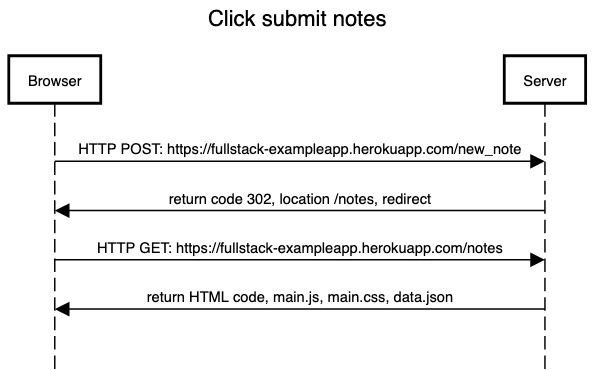 Click submit notes
Browser
Server
HTTP POST: https://fullstack-exampleapp.herokuapp.com/new_note
return code 302, location /notes, redirect
HTTP GET: https://fullstack-exampleapp.herokuapp.com/notes
return HTML code, main.js, main.css, data.json